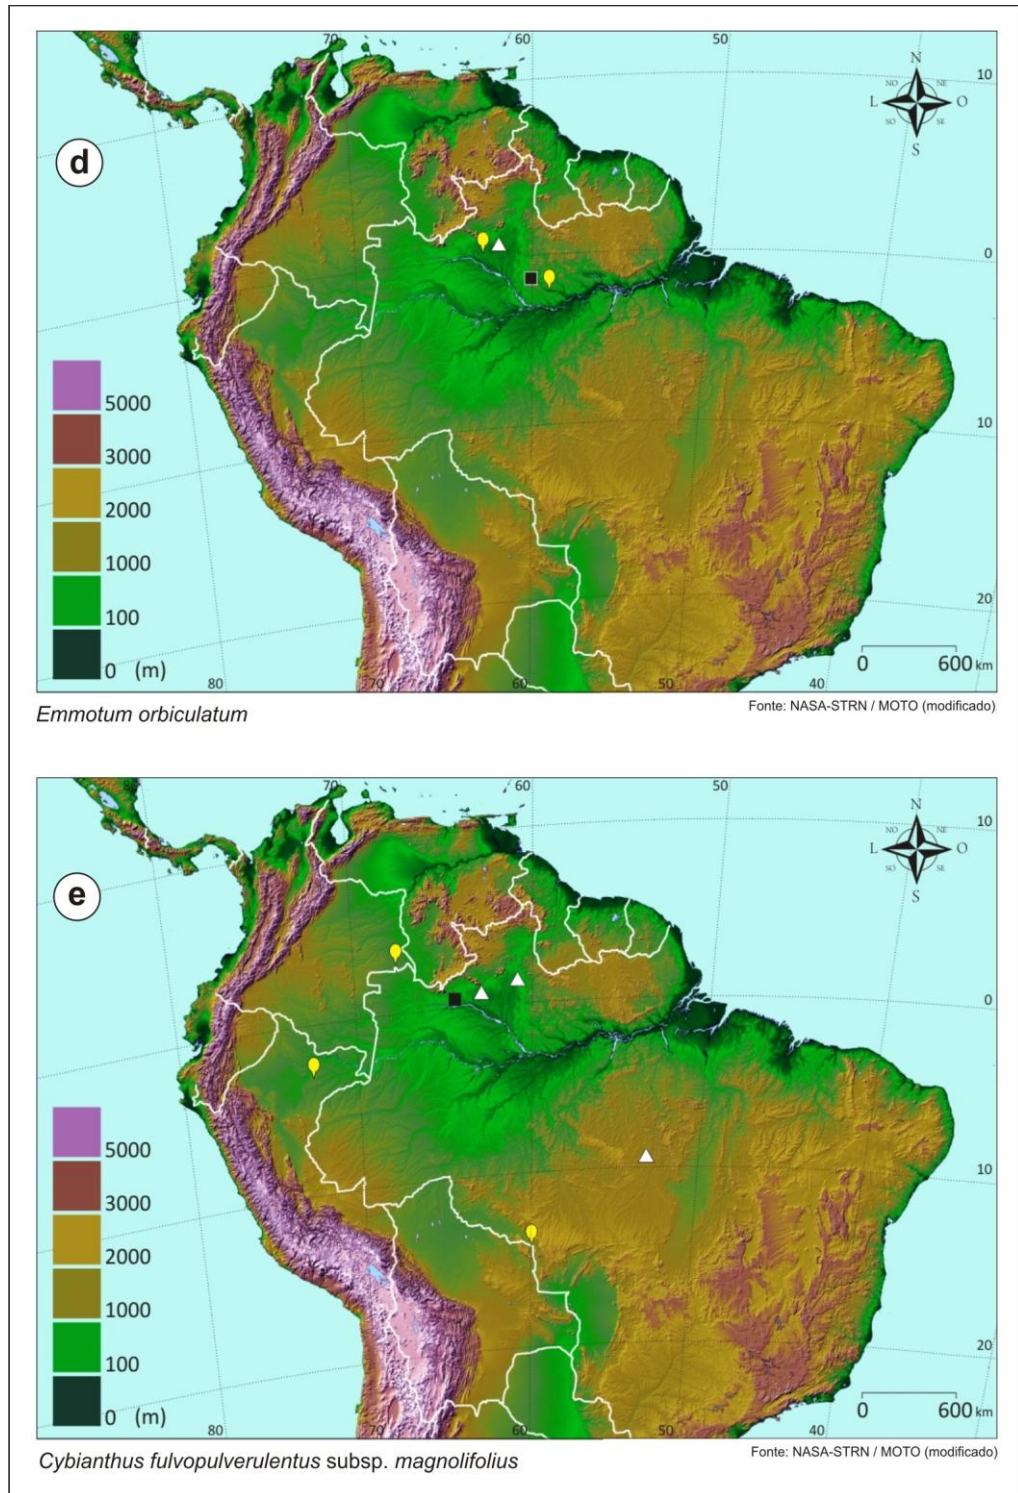 80
70
60
50
N
NO
NE
L
O
SO
SE
S
10
d
0
5000
3000
10
2000
1000
100
20
0 (m)
0
600 km
80
70
60
50
40
Emmotum orbiculatum
Fonte: NASA-STRN / MOTO (modificado)
80
70
60
50
N
NO
NE
L
O
SO
SE
S
10
e
0
5000
3000
10
2000
1000
100
20
0 (m)
0
600 km
80
70
60
50
40
Cybianthus fulvopulverulentus subsp. magnolifolius
Fonte: NASA-STRN / MOTO (modificado)